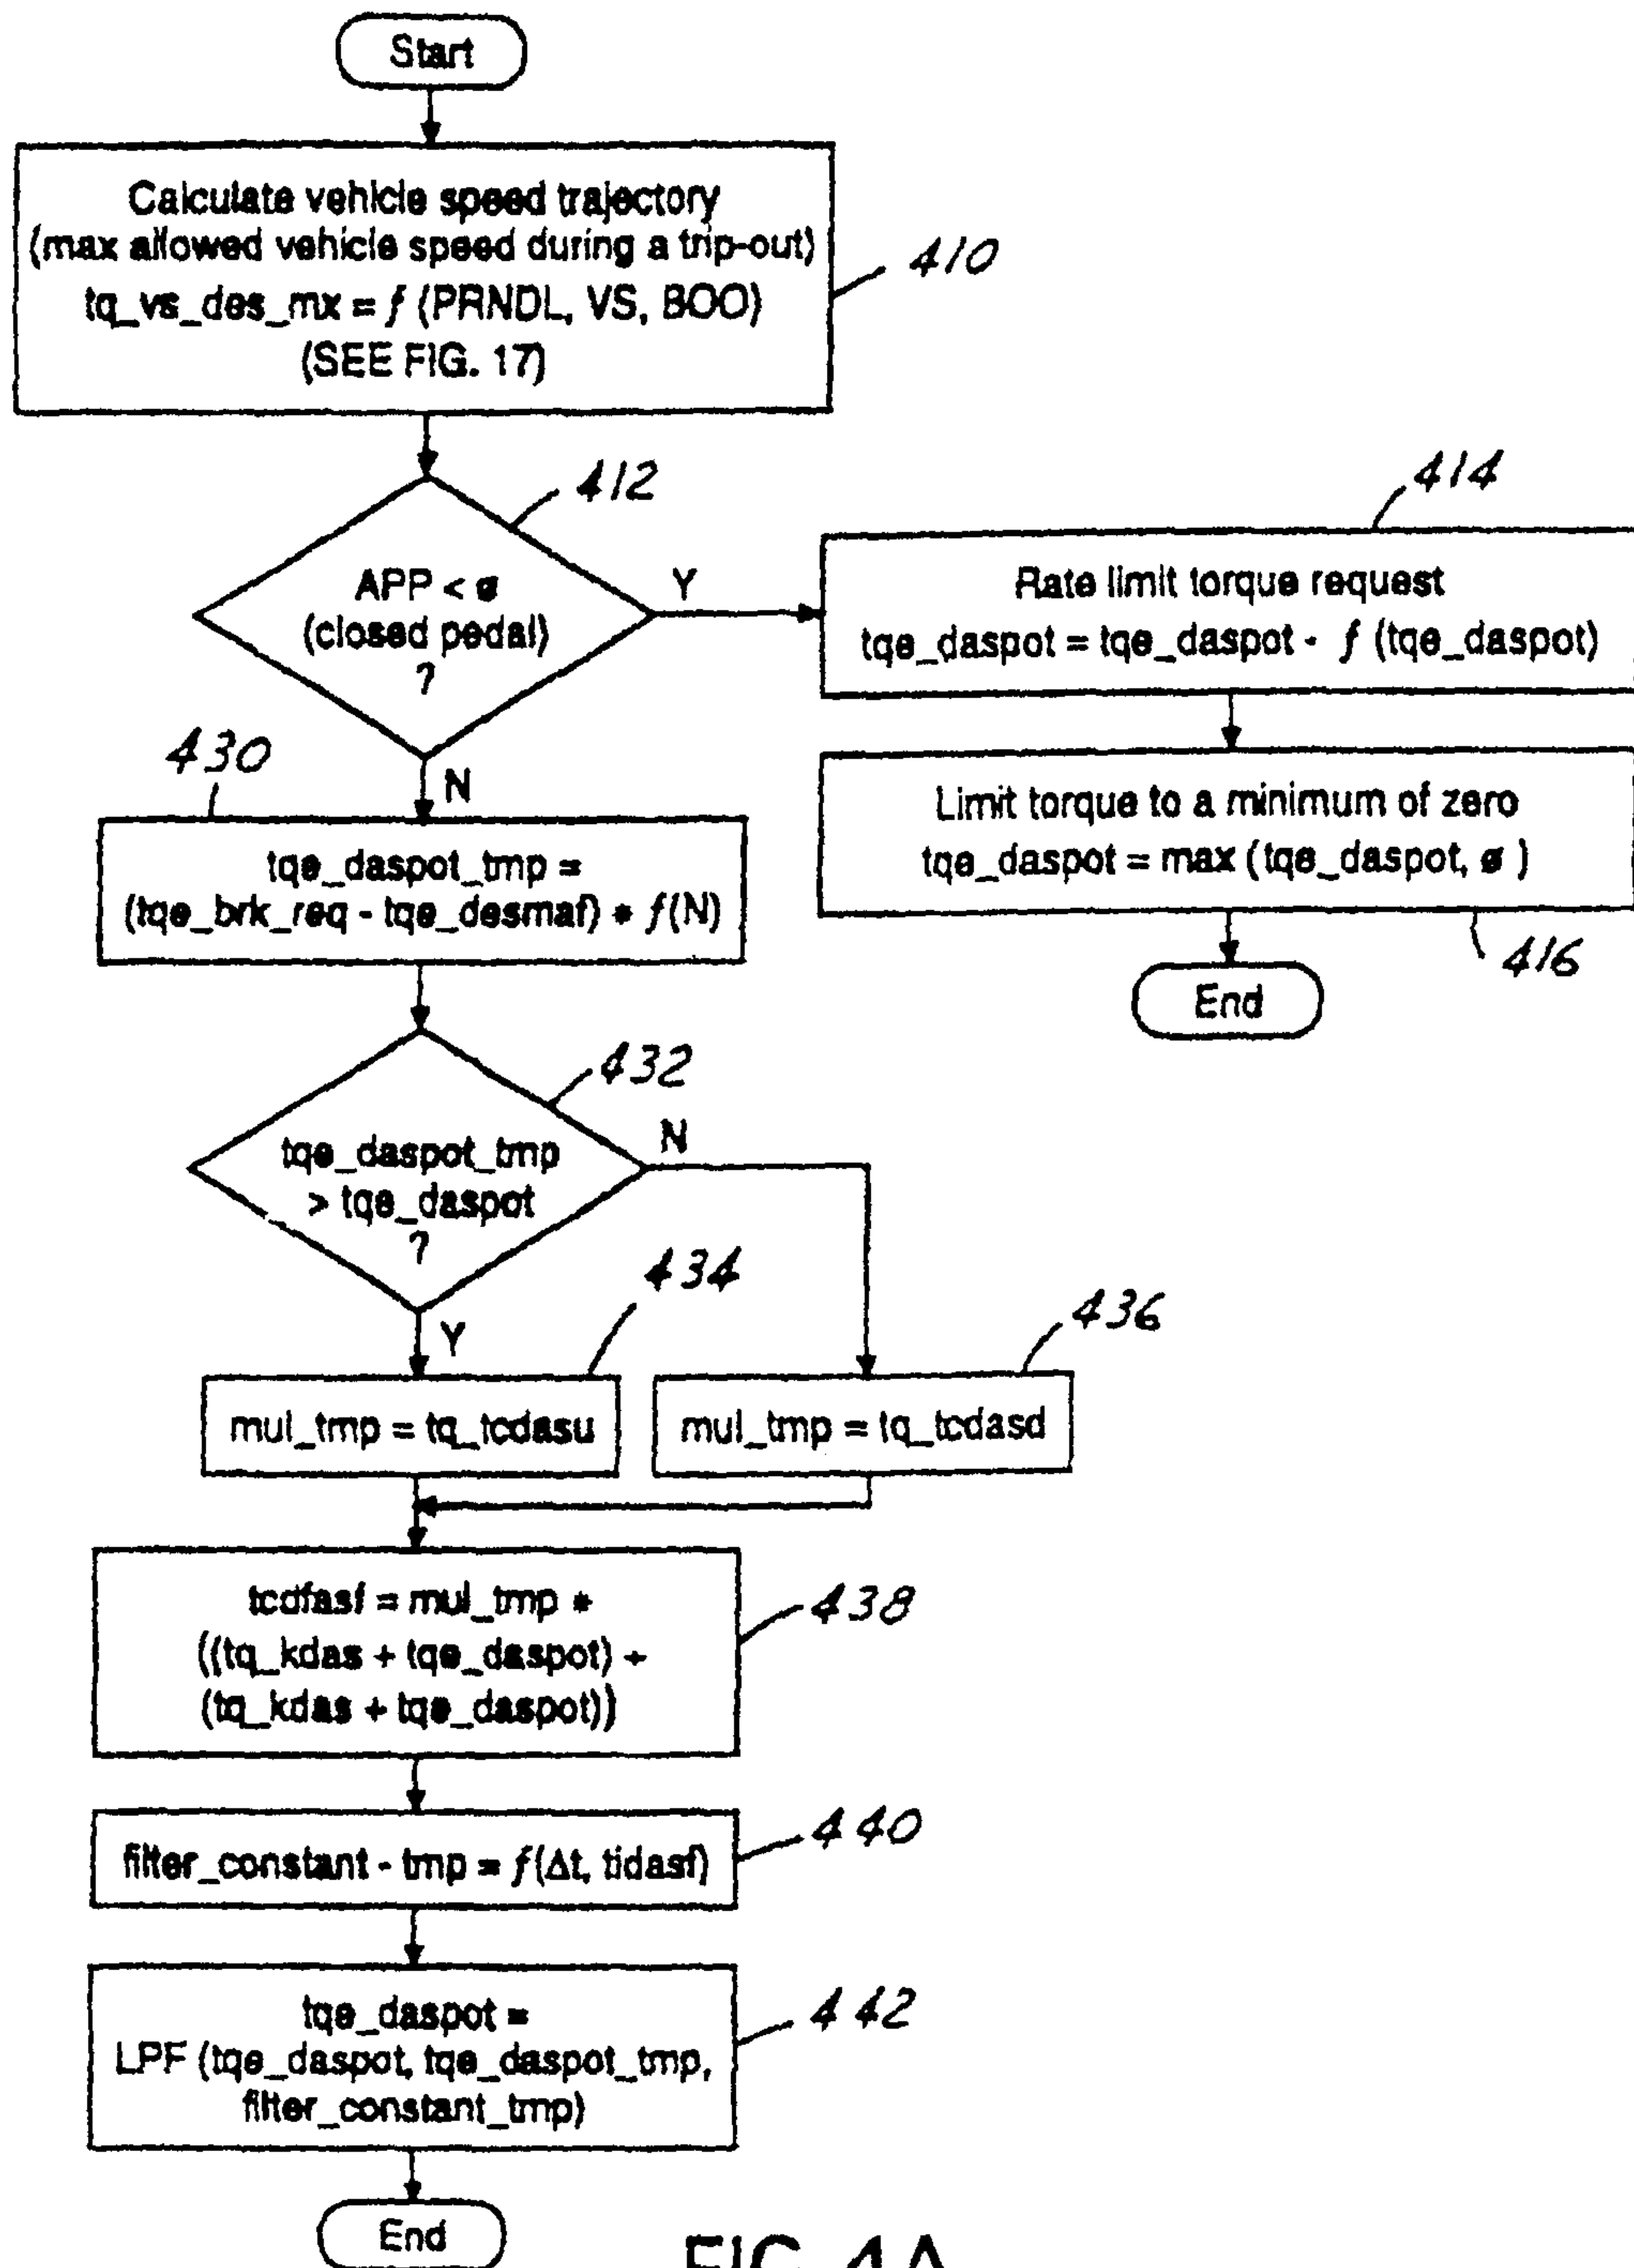 Start
Calculate vehicle speed trajectory
(max allowed vehicle speed during a trip-out)
tq_vs_des_mx = f (PRNDL, VS, BOO)
(SEE FIG. 17)
410
412
APP < ø
(closed pedal)
?
Y
N
414
Rate limit torque request
tqe_daspot = tqe_daspot - f (tqe_daspot)
Limit torque to a minimum of zero
tqe_daspot = max (tqe_daspot, ø )
416
End
430
tqe_daspot_tmp =
(tqe_brk_req - tqe_desmaf) * f(N)
432
tqe_daspot_tmp
> tqe_daspot
?
N
Y
434
mul_tmp = tq_tcdasu
436
mul_tmp = tq_tcdasd
tcdfasf = mul_tmp *
((tq_kdas + tqe_daspot) +
(tq_kdas + tqe_daspot))
438
filter_constant - tmp = f(Δt, tidasf)
440
tqe_daspot =
LPF (tqe_daspot, tqe_daspot_tmp,
filter_constant_tmp)
442
End
FIG. 4A